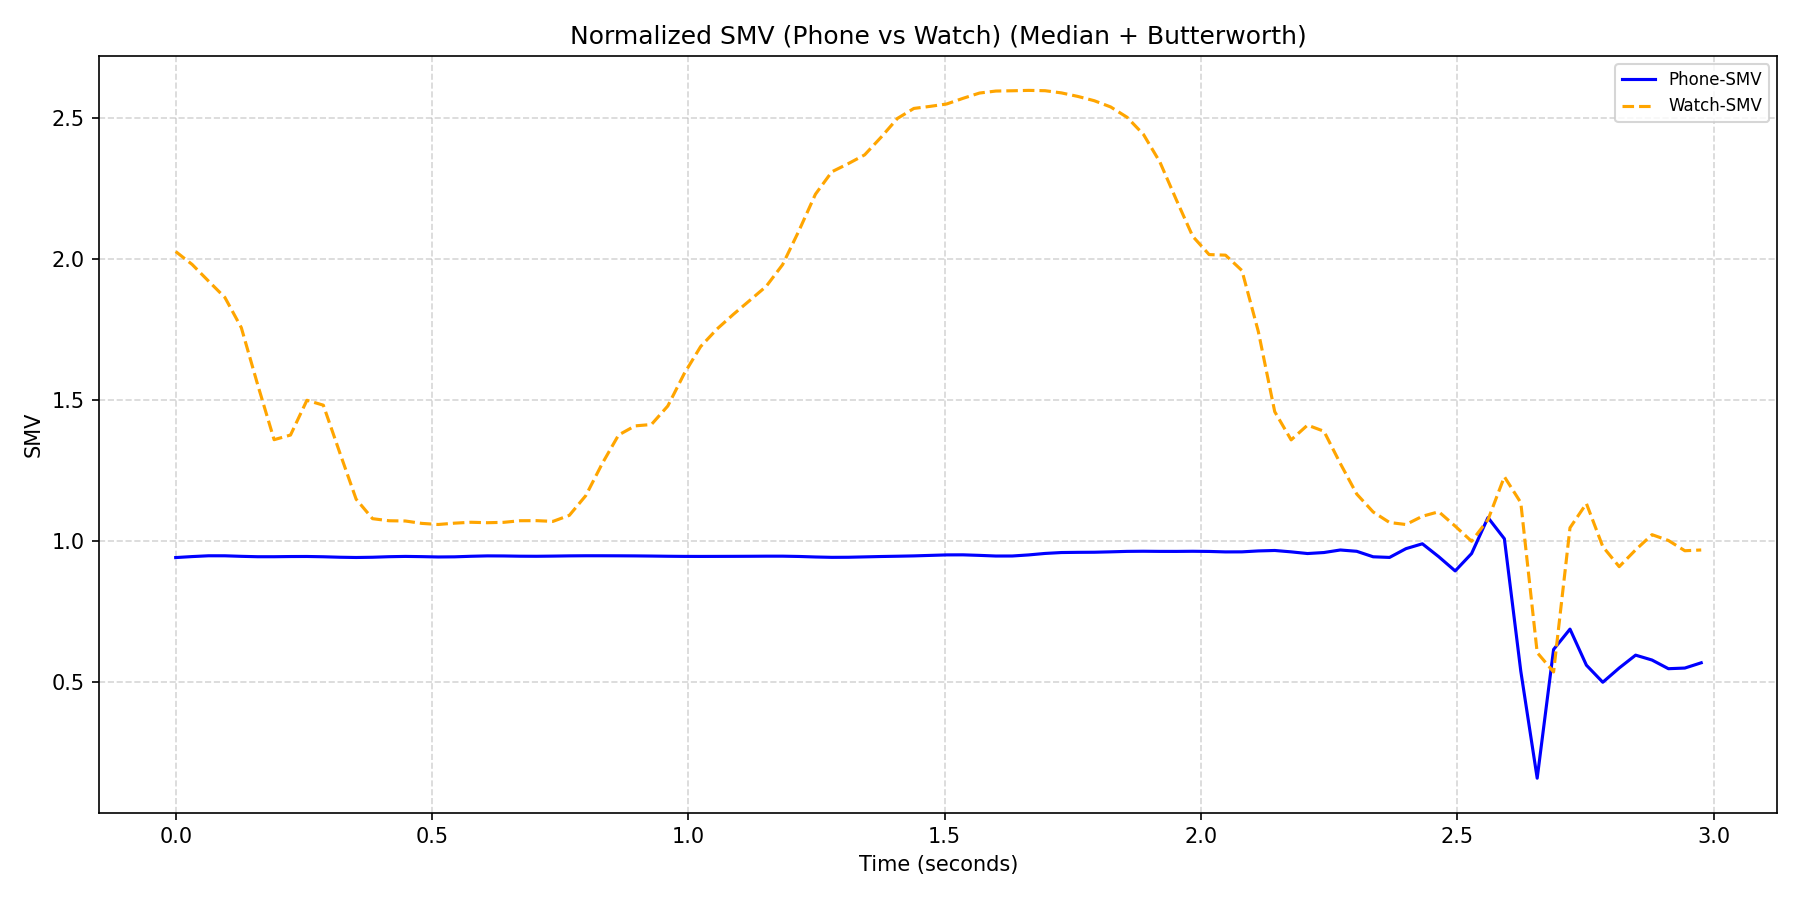 Normalized SMV (Phone vs Watch) (Median + Butterworth)
Phone-SMV
Watch-SMV
SMV
2.5
2.0
1.5
1.0
0.5
0.0 0.5 1.0 1.5 2.0 2.5 3.0
Time (seconds)